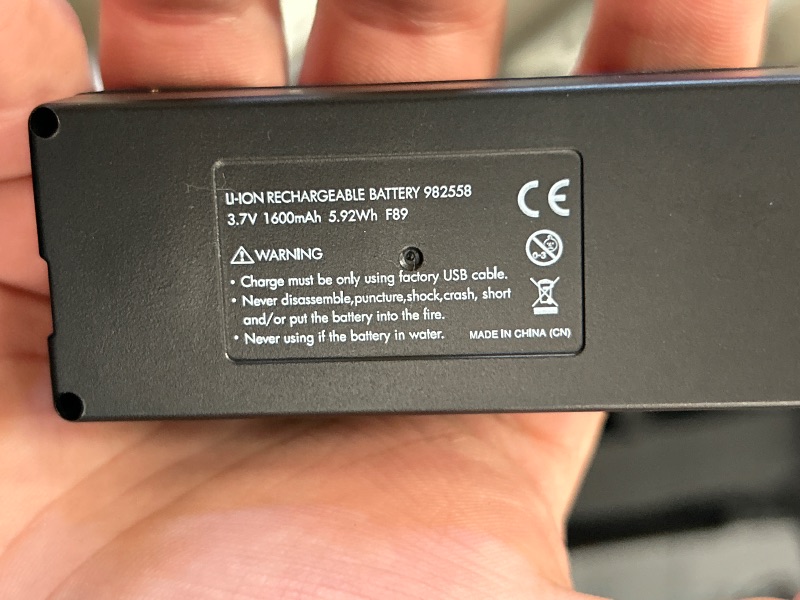 LI-ION RECHARGEABLE BATTERY 982558
3.7V 1600mAh 5.92Wh F89
CE
0-3
WARNING
• Charge must be only using factory USB cable.
• Never disassemble,puncture,shock,crash, short
and/or put the battery into the fire.
• Never using if the battery in water.
MADE IN CHINA (CN)